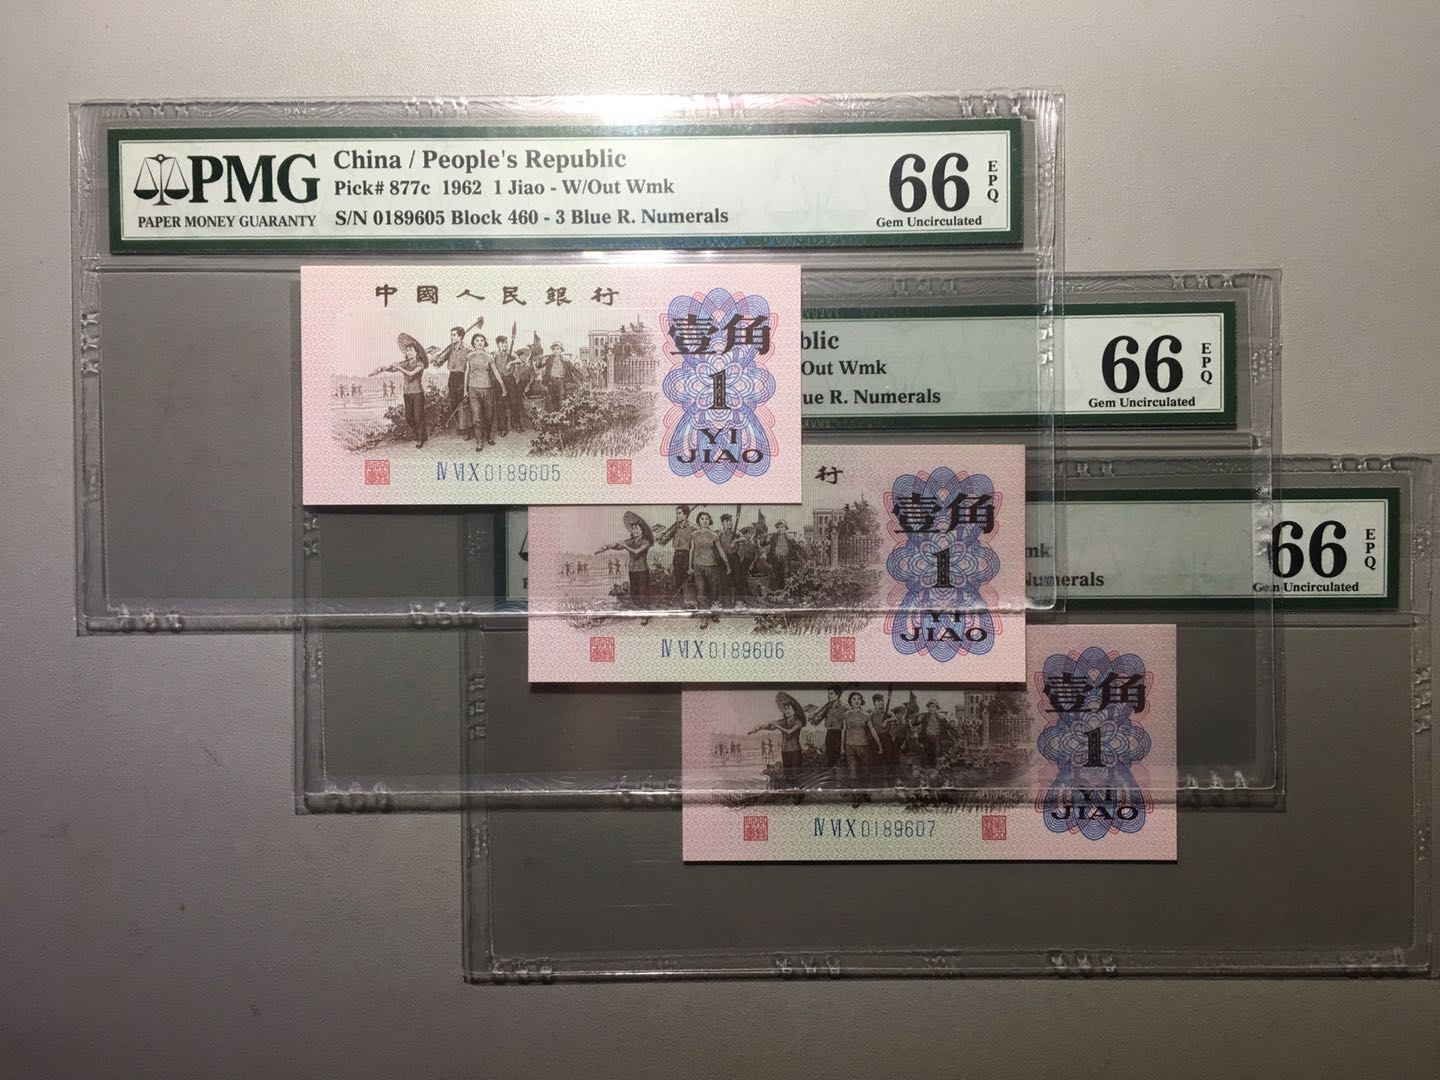 PMG
PAPER MONEY GUARANTY
China / People's Republic
Pick# 877c 1962 1 Jiao - W/Out Wmk
S/N 0189605 Block 460 - 3 Blue R. Numerals
66
EPQ
Gem Uncirculated
中國人民銀行
壹角
1
YI
JIAO
Ⅳ Ⅵ Ⅹ 0189605
blic
Out Wmk
ue R. Numerals
66
EPQ
Gem Uncirculated
行
壹角
1
YI
JIAO
Ⅳ Ⅵ Ⅹ 0189606
mk
Numerals
66
EPQ
Gem Uncirculated
壹角
1
YI
JIAO
Ⅳ Ⅵ Ⅹ 0189607